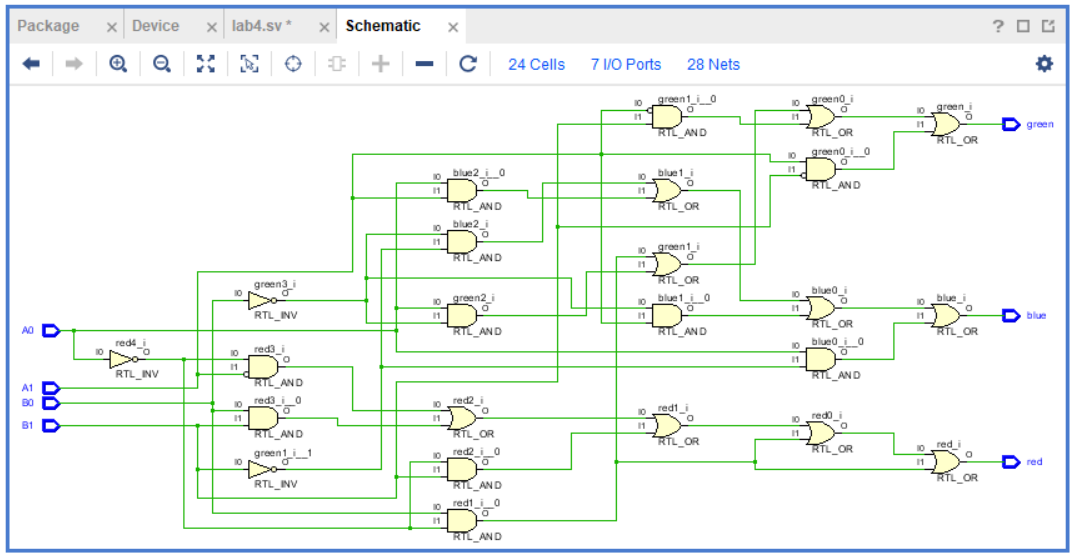 Package × Device × lab4.sv * × Schematic × ?
24 Cells 7 I/O Ports 28 Nets
green1_i__0
I0
I1
O
RTL_AND
green0_i
I0
I1
O
RTL_OR
green_i
I0
I1
O
RTL_OR
green
green0_i__0
I0
I1
O
RTL_AND
blue2_i__0
I0
I1
O
RTL_AND
blue1_i
I0
I1
O
RTL_OR
blue2_i
I0
I1
O
RTL_AND
green1_i
I0
I1
O
RTL_OR
green3_i
I0
O
RTL_INV
green2_i
I0
I1
O
RTL_AND
blue1_i__0
I0
I1
O
RTL_AND
blue0_i
I0
I1
O
RTL_OR
blue_i
I0
I1
O
RTL_OR
blue
A0
red4_i
I0
O
RTL_INV
red3_i
I0
I1
O
RTL_AND
blue0_i__0
I0
I1
O
RTL_AND
A1
B0
B1
red3_i__0
I0
I1
O
RTL_AND
red2_i
I0
I1
O
RTL_OR
red1_i
I0
I1
O
RTL_OR
red0_i
I0
I1
O
RTL_OR
red_i
I0
I1
O
RTL_OR
red
green1_i__1
I0
O
RTL_INV
red2_i__0
I0
I1
O
RTL_AND
red1_i__0
I0
I1
O
RTL_AND